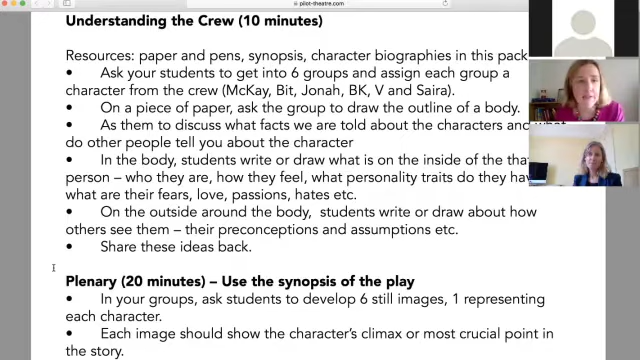 pilot-theatre.com
Understanding the Crew (10 minutes)
Resources: paper and pens, synopsis, character biographies in this pack
• Ask your students to get into 6 groups and assign each group a
character from the crew (McKay, Bit, Jonah, BK, V and Saira).
• On a piece of paper, ask the group to draw the outline of a body.
• As them to discuss what facts we are told about the characters and what
do other people tell you about the character
• In the body, students write or draw what is on the inside of the that
person – who they are, how they feel, what personality traits do they hav
what are their fears, love, passions, hates etc.
• On the outside around the body, students write or draw about how
others see them – their preconceptions and assumptions etc.
• Share these ideas back.
Plenary (20 minutes) – Use the synopsis of the play
• In your groups, ask students to develop 6 still images, 1 representing
each character.
• Each image should show the character's climax or most crucial point in
the story.